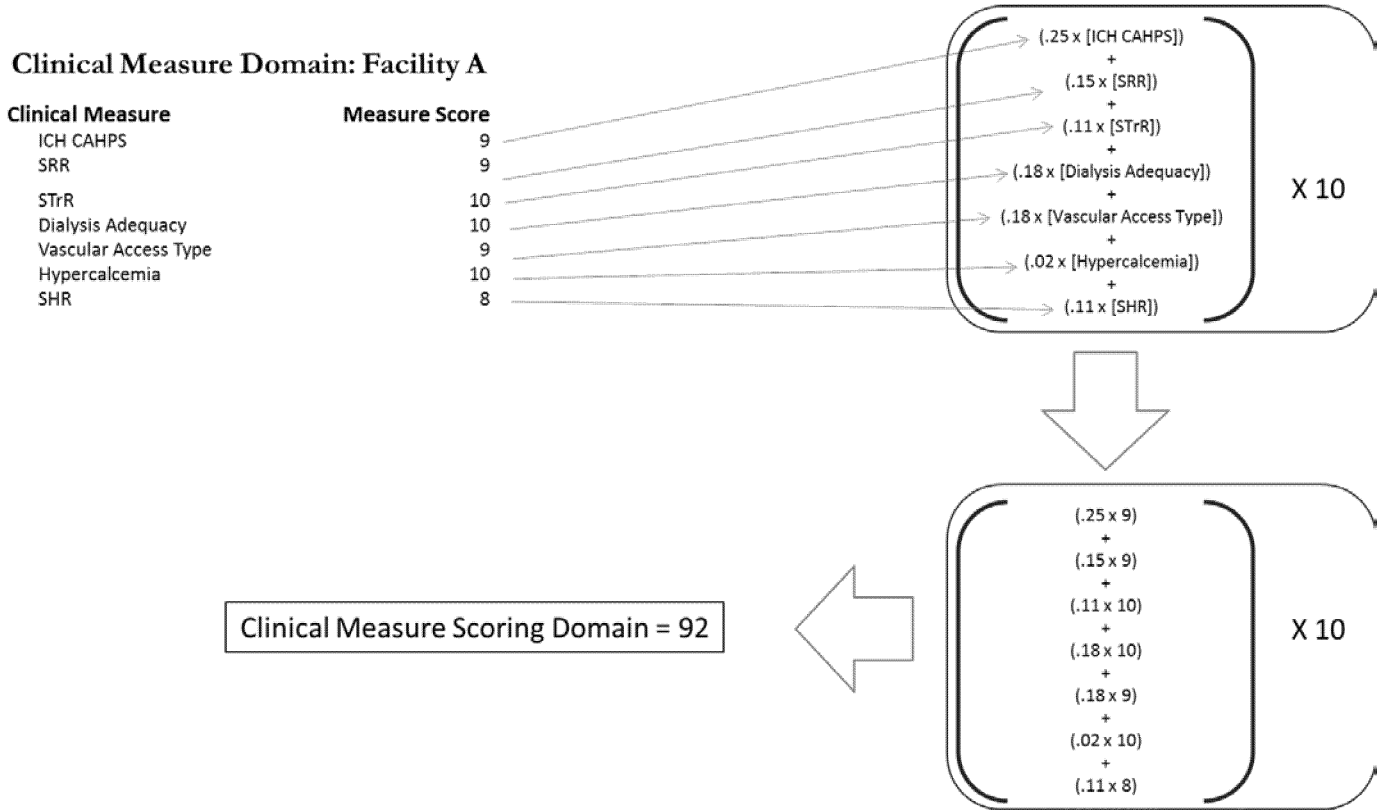 Clinical Measure Domain: Facility A
Clinical Measure Measure Score
ICH CAHPS 9
SRR 9
STrR 10
Dialysis Adequacy 10
Vascular Access Type 9
Hypercalcemia 10
SHR 8
(.25 x [ICH CAHPS])
+
(.15 x [SRR])
+
(.11 x [STrR])
+
(.18 x [Dialysis Adequacy])
+
(.18 x [Vascular Access Type])
+
(.02 x [Hypercalcemia])
+
(.11 x [SHR])
X 10
(.25 x 9)
+
(.15 x 9)
+
(.11 x 10)
+
(.18 x 10)
+
(.18 x 9)
+
(.02 x 10)
+
(.11 x 8)
X 10
Clinical Measure Scoring Domain = 92